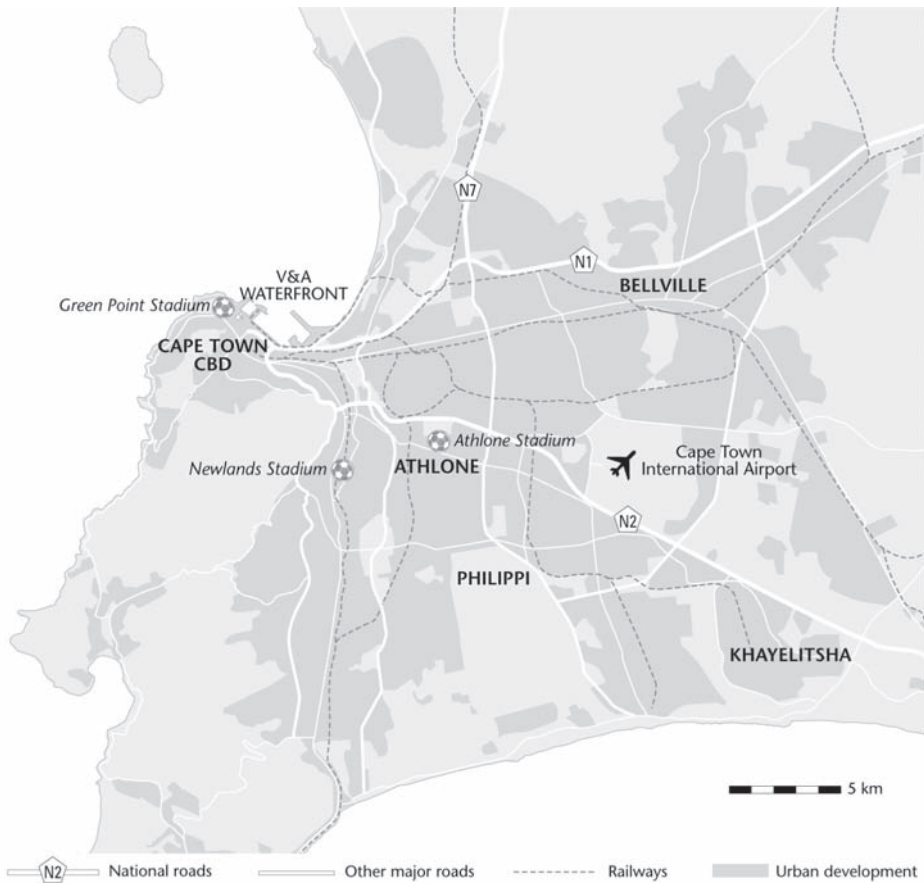 N7
N1
V&A
WATERFRONT
BELLVILLE
Green Point Stadium
CAPE TOWN
CBD
Athlone Stadium
Cape Town
International Airport
Newlands Stadium
ATHLONE
N2
PHILIPPI
KHAYELITSHA
5 km
N2 National roads
Other major roads
Railways
Urban development